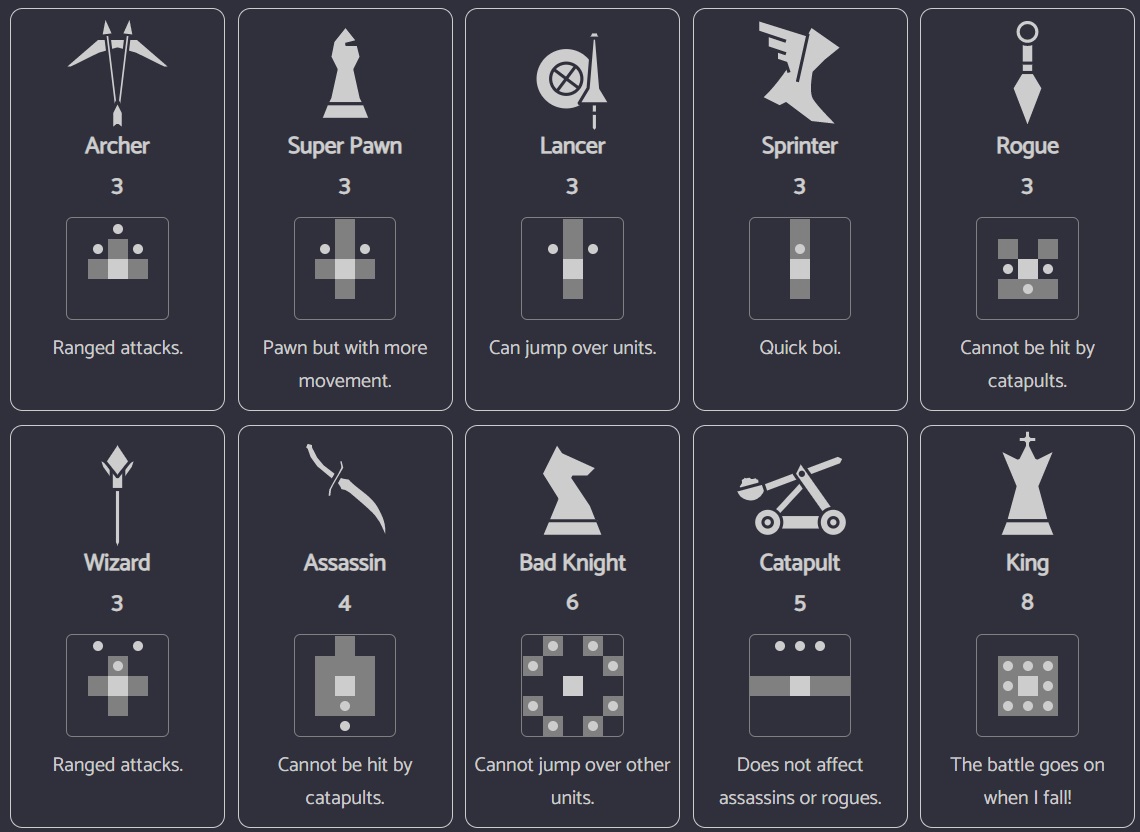 Archer
3
Ranged attacks.
Super Pawn
3
Pawn but with more
movement.
Lancer
3
Can jump over units.
Sprinter
3
Quick boi.
Rogue
3
Cannot be hit by
catapults.
Wizard
3
Ranged attacks.
Assassin
4
Cannot be hit by
catapults.
Bad Knight
6
Cannot jump over other
units.
Catapult
5
Does not affect
assassins or rogues.
King
8
The battle goes on
when I fall!